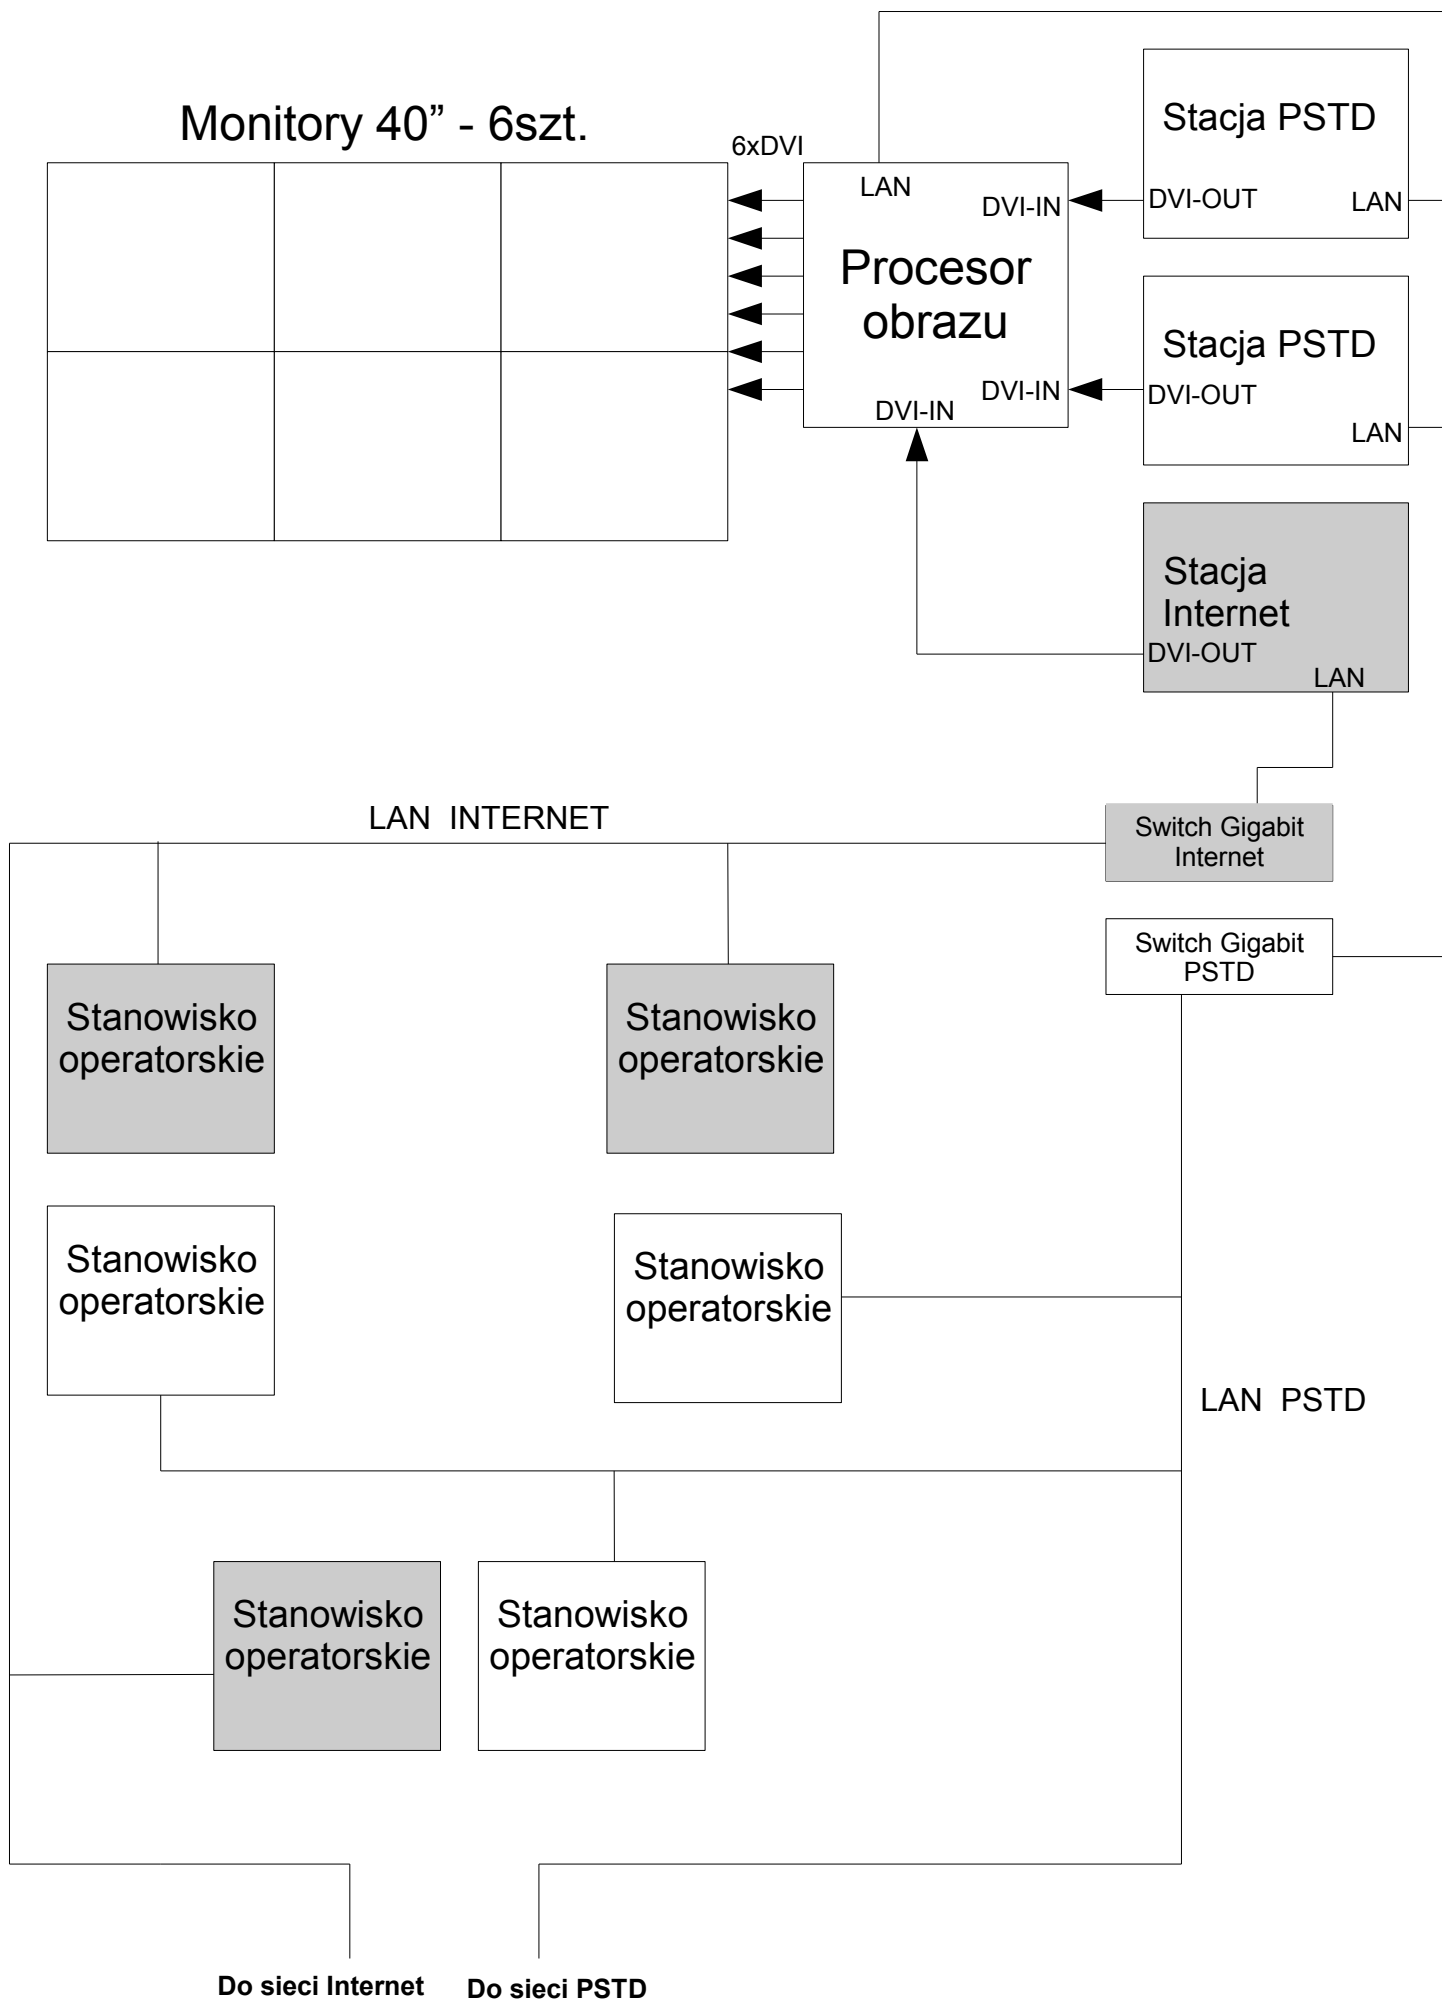 Monitory 40” - 6szt.
6xDVI
LAN
DVI-IN
Procesor
obrazu
DVI-IN
DVI-IN
Stacja PSTD
DVI-OUT
LAN
Stacja PSTD
DVI-OUT
LAN
Stacja
Internet
DVI-OUT
LAN
LAN INTERNET
Switch Gigabit
Internet
Switch Gigabit
PSTD
Stanowisko
operatorskie
Stanowisko
operatorskie
Stanowisko
operatorskie
Stanowisko
operatorskie
LAN PSTD
Stanowisko
operatorskie
Stanowisko
operatorskie
Do sieci Internet
Do sieci PSTD